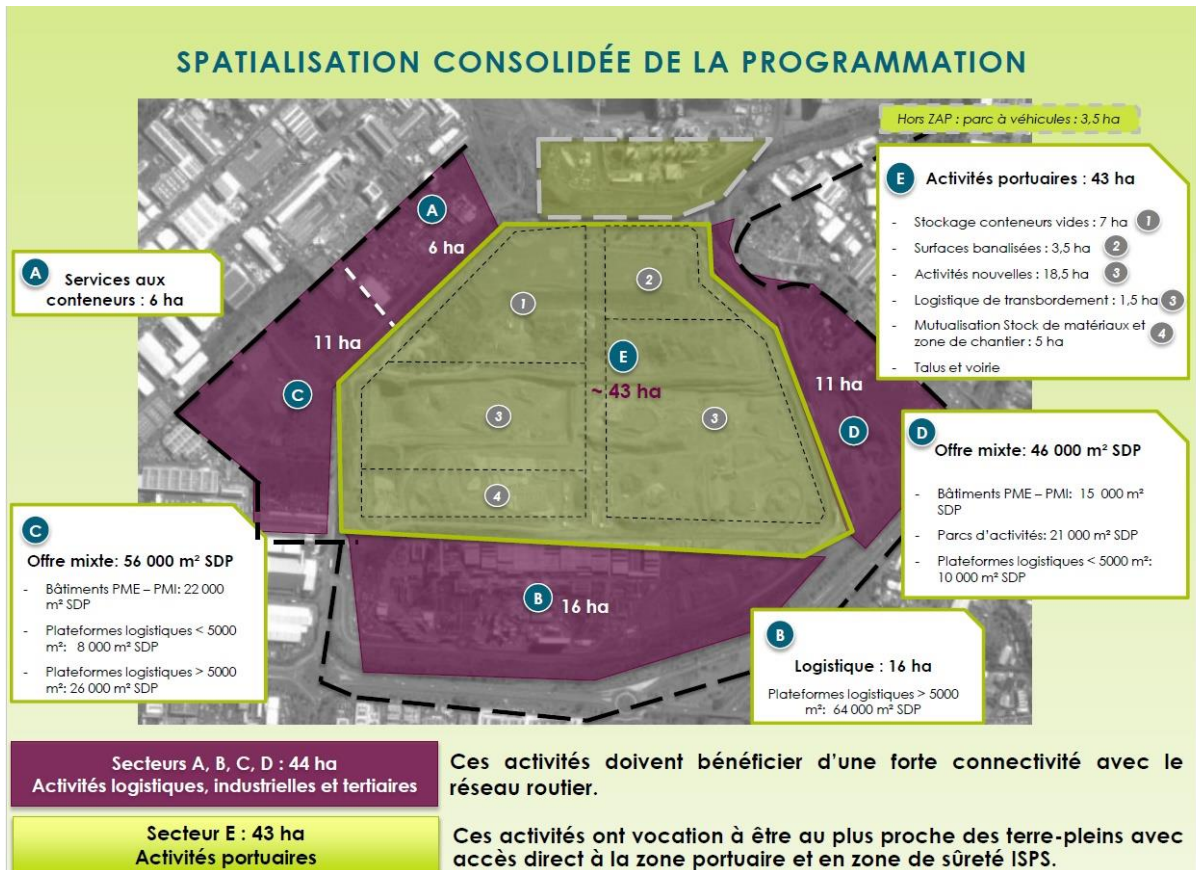 SPATIALISATION CONSOLIDÉE DE LA PROGRAMMATION
Hors ZAP : parc à véhicules : 3,5 ha
E Activités portuaires : 43 ha
- Stockage conteneurs vides : 7 ha 1
- Surfaces banalisées : 3,5 ha 2
- Activités nouvelles : 18,5 ha 3
- Logistique de transbordement : 1,5 ha 3
- Mutualisation Stock de matériaux et
zone de chantier : 5 ha 4
- Talus et voirie
A Services aux
conteneurs : 6 ha
A
6 ha
11 ha
C
1
2
E
~ 43 ha
3
3
4
11 ha
D
B
16 ha
D
Offre mixte: 46 000 m² SDP
- Bâtiments PME – PMI: 15 000 m²
SDP
- Parcs d'activités: 21 000 m² SDP
- Plateformes logistiques < 5000 m²:
10 000 m² SDP
C
Offre mixte: 56 000 m² SDP
- Bâtiments PME – PMI: 22 000
m² SDP
- Plateformes logistiques < 5000
m²: 8 000 m² SDP
- Plateformes logistiques > 5000
m²: 26 000 m² SDP
B
Logistique : 16 ha
Plateformes logistiques > 5000
m²: 64 000 m² SDP
Secteurs A, B, C, D : 44 ha
Activités logistiques, industrielles et tertiaires
Ces activités doivent bénéficier d'une forte connectivité avec le
réseau routier.
Secteur E : 43 ha
Activités portuaires
Ces activités ont vocation à être au plus proche des terre-pleins avec
accès direct à la zone portuaire et en zone de sûreté ISPS.